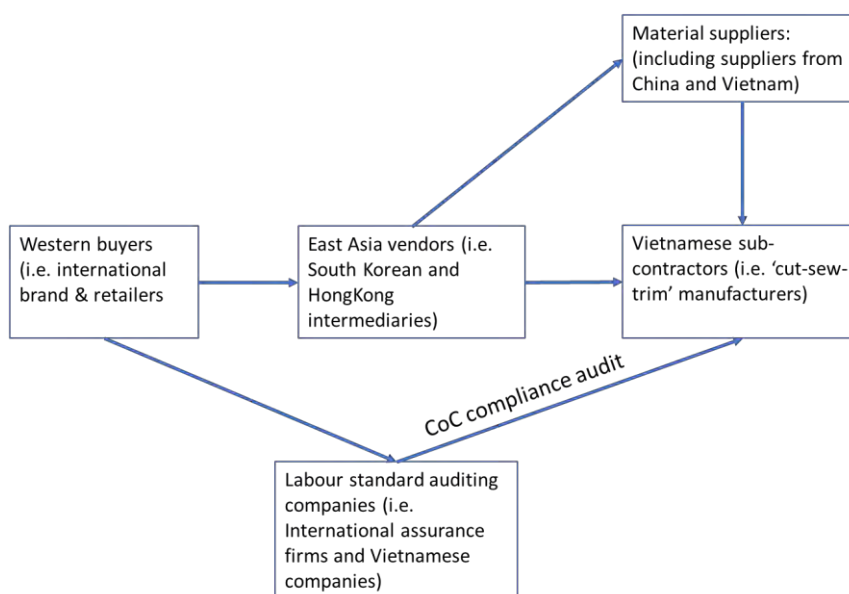 Material suppliers:
(including suppliers from
China and Vietnam)
Western buyers
(i.e. international
brand & retailers
East Asia vendors (i.e.
South Korean and
HongKong
intermediaries)
Vietnamese sub-
contractors (i.e. ‘cut-sew-
trim’ manufacturers)
CoC compliance audit
Labour standard auditing
companies (i.e.
International assurance
firms and Vietnamese
companies)